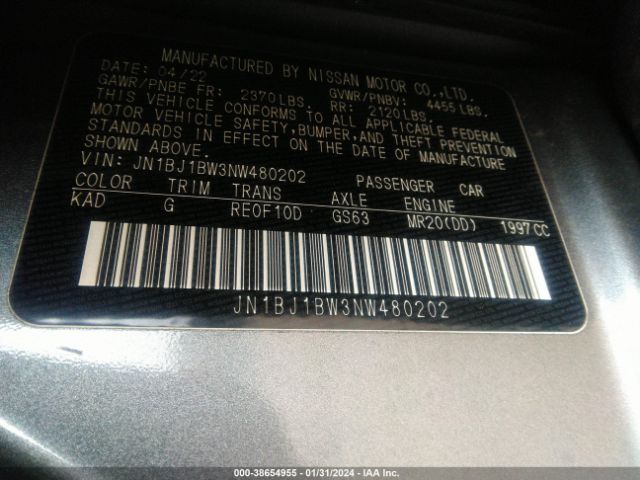 MANUFACTURED BY NISSAN MOTOR CO.,LTD.
04/22
GAWR/PNBE FR: 2370LBS. GVWR/PNBV: 4455LBS.
RR: 2120LBS.
THIS VEHICLE CONFORMS TO ALL APPLICABLE FEDERAL
MOTOR VEHICLE SAFETY,BUMPER,AND THEFT PREVENTION
STANDARDS IN EFFECT ON THE DATE OF MANUFACTURE
SHOWN ABOVE.
VIN: JN1BJ1BW3NW480202 PASSENGER CAR
COLOR TRIM TRANS AXLE ENGINE
KAD G RE0F10D GS63 MR20(DD) 1997CC
JN1BJ1BW3NW480202
000-38654955 - 01/31/2024 - IAA Inc.